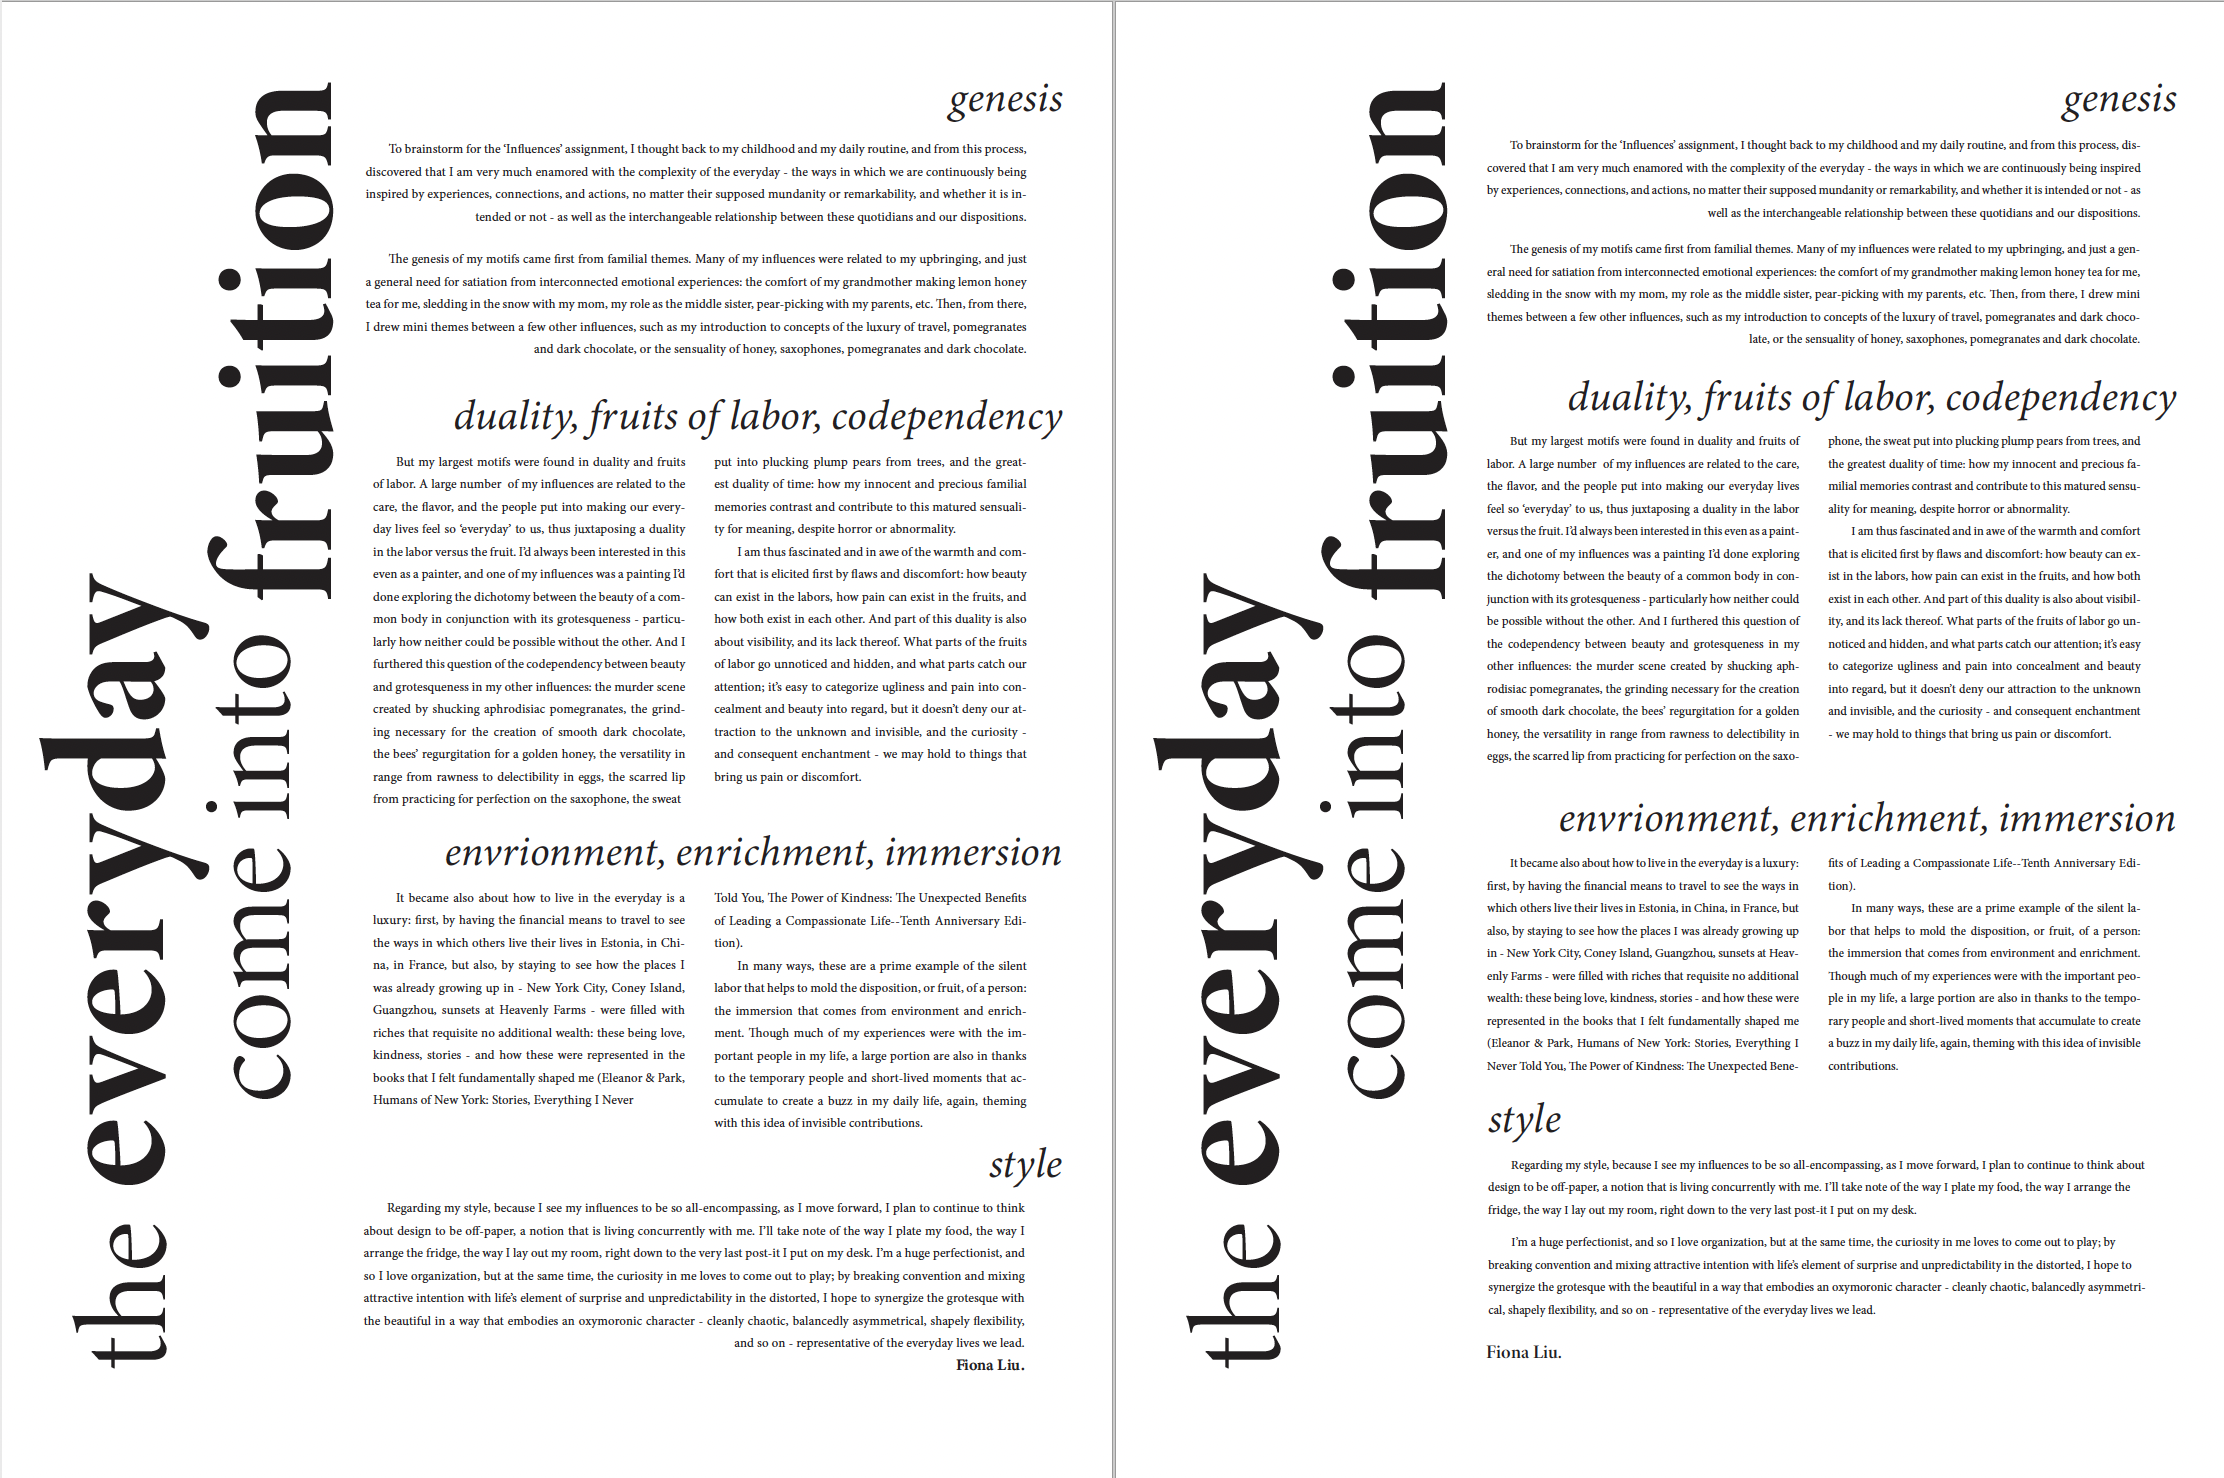 the everyday
come into fruition
genesis
To brainstorm for the ‘Influences’ assignment, I thought back to my childhood and my daily routine, and from this process,
discovered that I am very much enamored with the complexity of the everyday - the ways in which we are continuously being
inspired by experiences, connections, and actions, no matter their supposed mundanity or remarkability, and whether it is in-
tended or not - as well as the interchangeable relationship between these quotidians and our dispositions.
The genesis of my motifs came first from familial themes. Many of my influences were related to my upbringing, and just
a general need for satiation from interconnected emotional experiences: the comfort of my grandmother making lemon honey
tea for me, sledding in the snow with my mom, my role as the middle sister, pear-picking with my parents, etc. Then, from there,
I drew mini themes between a few other influences, such as my introduction to concepts of the luxury of travel, pomegranates
and dark chocolate, or the sensuality of honey, saxophones, pomegranates and dark chocolate.
duality, fruits of labor, codependency
But my largest motifs were found in duality and fruits
of labor. A large number  of my influences are related to the
care, the flavor, and the people put into making our every-
day lives feel so ‘everyday’ to us, thus juxtaposing a duality
in the labor versus the fruit. I’d always been interested in this
even as a painter, and one of my influences was a painting I’d
done exploring the dichotomy between the beauty of a com-
mon body in conjunction with its grotesqueness - particu-
larly how neither could be possible without the other. And I
furthered this question of the codependency between beauty
and grotesqueness in my other influences: the murder scene
created by shucking aphrodisiac pomegranates, the grind-
ing necessary for the creation of smooth dark chocolate,
the bees’ regurgitation for a golden honey, the versatility in
range from rawness to delectibility in eggs, the scarred lip
from practicing for perfection on the saxophone, the sweat
put into plucking plump pears from trees, and the great-
est duality of time: how my innocent and precious familial
memories contrast and contribute to this matured sensuali-
ty for meaning, despite horror or abnormality.
I am thus fascinated and in awe of the warmth and com-
fort that is elicited first by flaws and discomfort: how beauty
can exist in the labors, how pain can exist in the fruits, and
how both exist in each other. And part of this duality is also
about visibility, and its lack thereof. What parts of the fruits
of labor go unnoticed and hidden, and what parts catch our
attention; it’s easy to categorize ugliness and pain into con-
cealment and beauty into regard, but it doesn’t deny our at-
traction to the unknown and invisible, and the curiosity -
and consequent enchantment - we may hold to things that
bring us pain or discomfort.
envrionment, enrichment, immersion
It became also about how to live in the everyday is a
luxury: first, by having the financial means to travel to see
the ways in which others live their lives in Estonia, in Chi-
na, in France, but also, by staying to see how the places I
was already growing up in - New York City, Coney Island,
Guangzhou, sunsets at Heavenly Farms - were filled with
riches that requisite no additional wealth: these being love,
kindness, stories - and how these were represented in the
books that I felt fundamentally shaped me (Eleanor & Park,
Humans of New York: Stories, Everything I Never
Told You, The Power of Kindness: The Unexpected Benefits
of Leading a Compassionate Life--Tenth Anniversary Edi-
tion).
In many ways, these are a prime example of the silent
labor that helps to mold the disposition, or fruit, of a person:
the immersion that comes from environment and enrich-
ment. Though much of my experiences were with the im-
portant people in my life, a large portion are also in thanks
to the temporary people and short-lived moments that ac-
cumulate to create a buzz in my daily life, again, theming
with this idea of invisible contributions.
style
Regarding my style, because I see my influences to be so all-encompassing, as I move forward, I plan to continue to think
about design to be off-paper, a notion that is living concurrently with me. I’ll take note of the way I plate my food, the way I
arrange the fridge, the way I lay out my room, right down to the very last post-it I put on my desk. I’m a huge perfectionist, and
so I love organization, but at the same time, the curiosity in me loves to come out to play; by breaking convention and mixing
attractive intention with life’s element of surprise and unpredictability in the distorted, I hope to synergize the grotesque with
the beautiful in a way that embodies an oxymoronic character - cleanly chaotic, balancedly asymmetrical, shapely flexibility,
and so on - representative of the everyday lives we lead.
Fiona Liu.
the everyday
come into fruition
genesis
To brainstorm for the ‘Influences’ assignment, I thought back to my childhood and my daily routine, and from this process, dis-
covered that I am very much enamored with the complexity of the everyday - the ways in which we are continuously being inspired
by experiences, connections, and actions, no matter their supposed mundanity or remarkability, and whether it is intended or not - as
well as the interchangeable relationship between these quotidians and our dispositions.
The genesis of my motifs came first from familial themes. Many of my influences were related to my upbringing, and just a gen-
eral need for satiation from interconnected emotional experiences: the comfort of my grandmother making lemon honey tea for me,
sledding in the snow with my mom, my role as the middle sister, pear-picking with my parents, etc. Then, from there, I drew mini
themes between a few other influences, such as my introduction to concepts of the luxury of travel, pomegranates and dark choco-
late, or the sensuality of honey, saxophones, pomegranates and dark chocolate.
duality, fruits of labor, codependency
But my largest motifs were found in duality and fruits of
labor. A large number  of my influences are related to the care,
the flavor, and the people put into making our everyday lives
feel so ‘everyday’ to us, thus juxtaposing a duality in the labor
versus the fruit. I’d always been interested in this even as a paint-
er, and one of my influences was a painting I’d done exploring
the dichotomy between the beauty of a common body in con-
junction with its grotesqueness - particularly how neither could
be possible without the other. And I furthered this question of
the codependency between beauty and grotesqueness in my
other influences: the murder scene created by shucking aph-
rodisiac pomegranates, the grinding necessary for the creation
of smooth dark chocolate, the bees’ regurgitation for a golden
honey, the versatility in range from rawness to delectibility in
eggs, the scarred lip from practicing for perfection on the saxo-
phone, the sweat put into plucking plump pears from trees, and
the greatest duality of time: how my innocent and precious fa-
milial memories contrast and contribute to this matured sensu-
ality for meaning, despite horror or abnormality.
I am thus fascinated and in awe of the warmth and comfort
that is elicited first by flaws and discomfort: how beauty can ex-
ist in the labors, how pain can exist in the fruits, and how both
exist in each other. And part of this duality is also about visibil-
ity, and its lack thereof. What parts of the fruits of labor go un-
noticed and hidden, and what parts catch our attention; it’s easy
to categorize ugliness and pain into concealment and beauty
into regard, but it doesn’t deny our attraction to the unknown
and invisible, and the curiosity - and consequent enchantment
- we may hold to things that bring us pain or discomfort.
envrionment, enrichment, immersion
It became also about how to live in the everyday is a luxury:
first, by having the financial means to travel to see the ways in
which others live their lives in Estonia, in China, in France, but
also, by staying to see how the places I was already growing up
in - New York City, Coney Island, Guangzhou, sunsets at Heav-
enly Farms - were filled with riches that requisite no additional
wealth: these being love, kindness, stories - and how these were
represented in the books that I felt fundamentally shaped me
(Eleanor & Park, Humans of New York: Stories, Everything I
Never Told You, The Power of Kindness: The Unexpected Bene-
fits of Leading a Compassionate Life--Tenth Anniversary Edi-
tion).
In many ways, these are a prime example of the silent la-
bor that helps to mold the disposition, or fruit, of a person:
the immersion that comes from environment and enrichment.
Though much of my experiences were with the important peo-
ple in my life, a large portion are also in thanks to the tempo-
rary people and short-lived moments that accumulate to create
a buzz in my daily life, again, theming with this idea of invisible
contributions.
style
Regarding my style, because I see my influences to be so all-encompassing, as I move forward, I plan to continue to think about
design to be off-paper, a notion that is living concurrently with me. I’ll take note of the way I plate my food, the way I arrange the
fridge, the way I lay out my room, right down to the very last post-it I put on my desk.
I’m a huge perfectionist, and so I love organization, but at the same time, the curiosity in me loves to come out to play; by
breaking convention and mixing attractive intention with life’s element of surprise and unpredictability in the distorted, I hope to
synergize the grotesque with the beautiful in a way that embodies an oxymoronic character - cleanly chaotic, balancedly asymmetri-
cal, shapely flexibility, and so on - representative of the everyday lives we lead.
Fiona Liu.